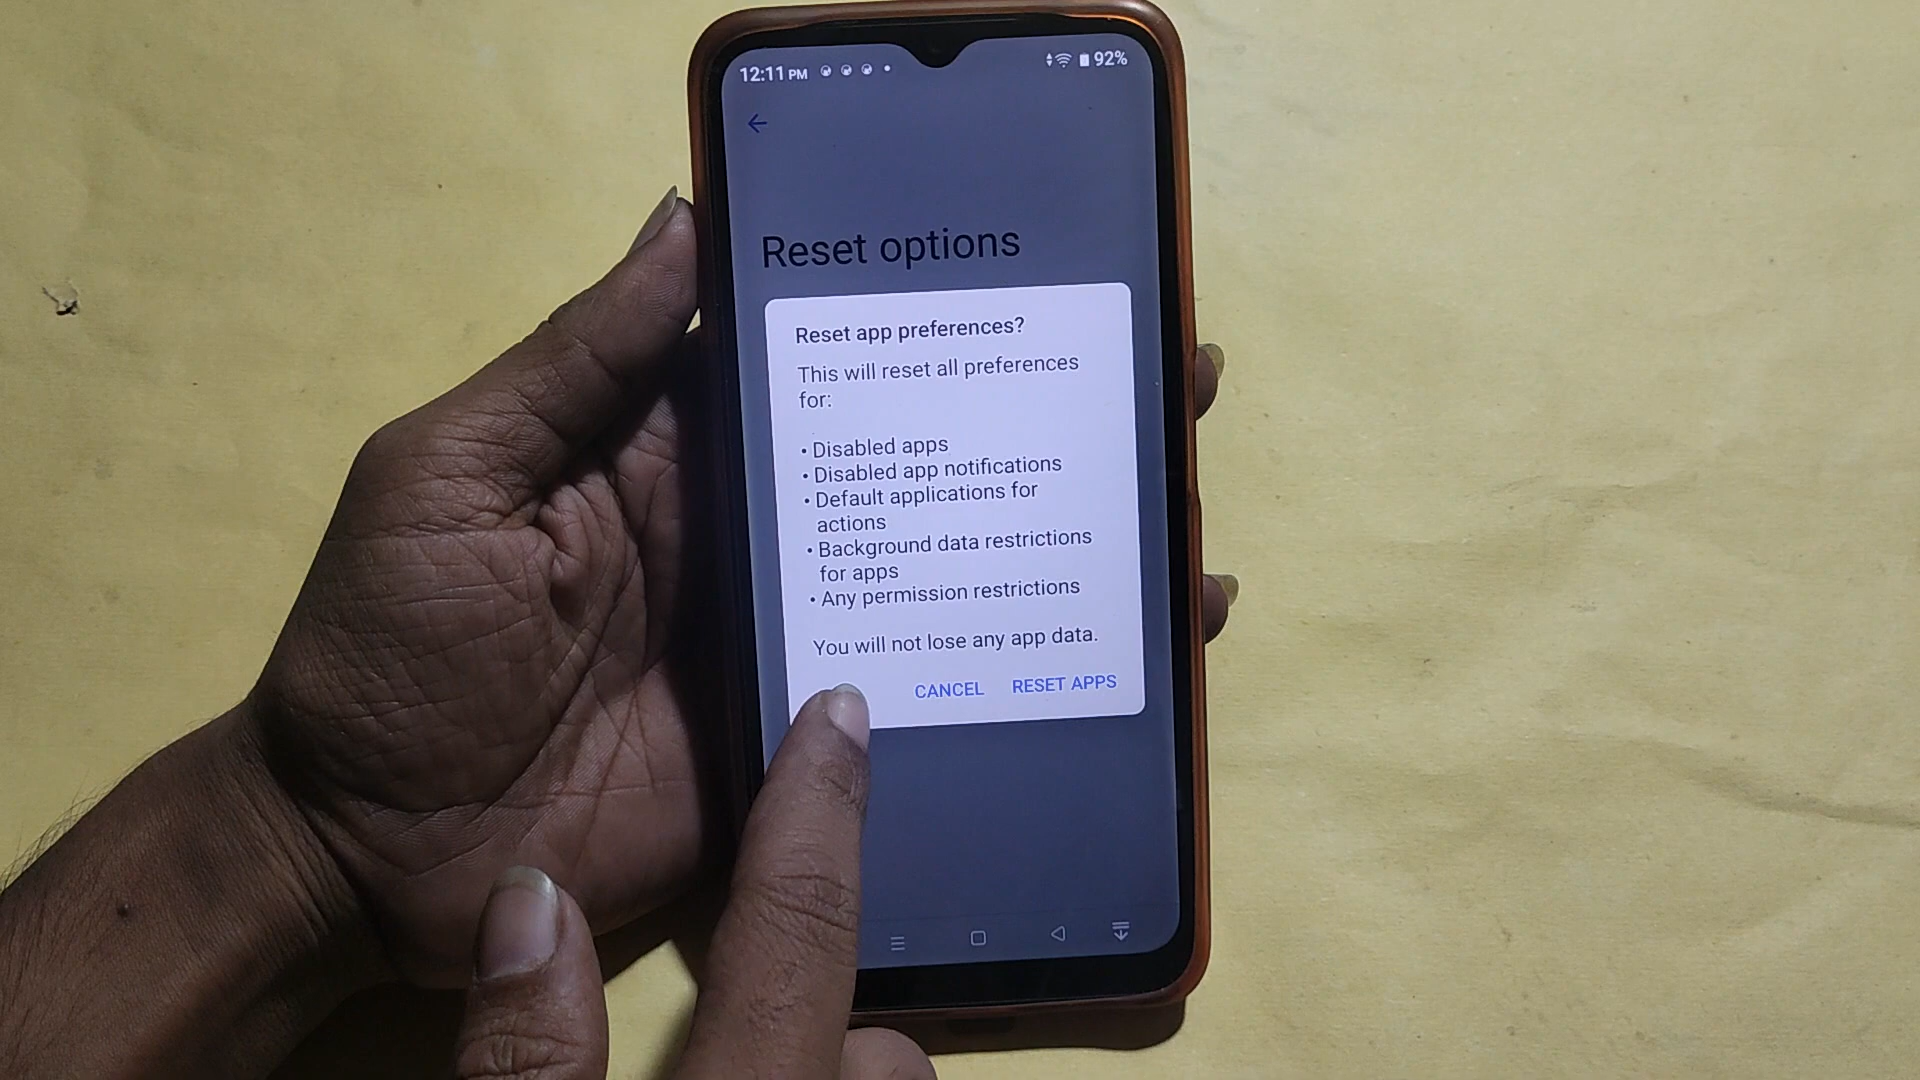 12:11 PM 92%
Reset options
Reset app preferences?
This will reset all preferences
for:
• Disabled apps
• Disabled app notifications
• Default applications for
actions
• Background data restrictions
for apps
• Any permission restrictions
You will not lose any app data.
CANCEL RESET APPS